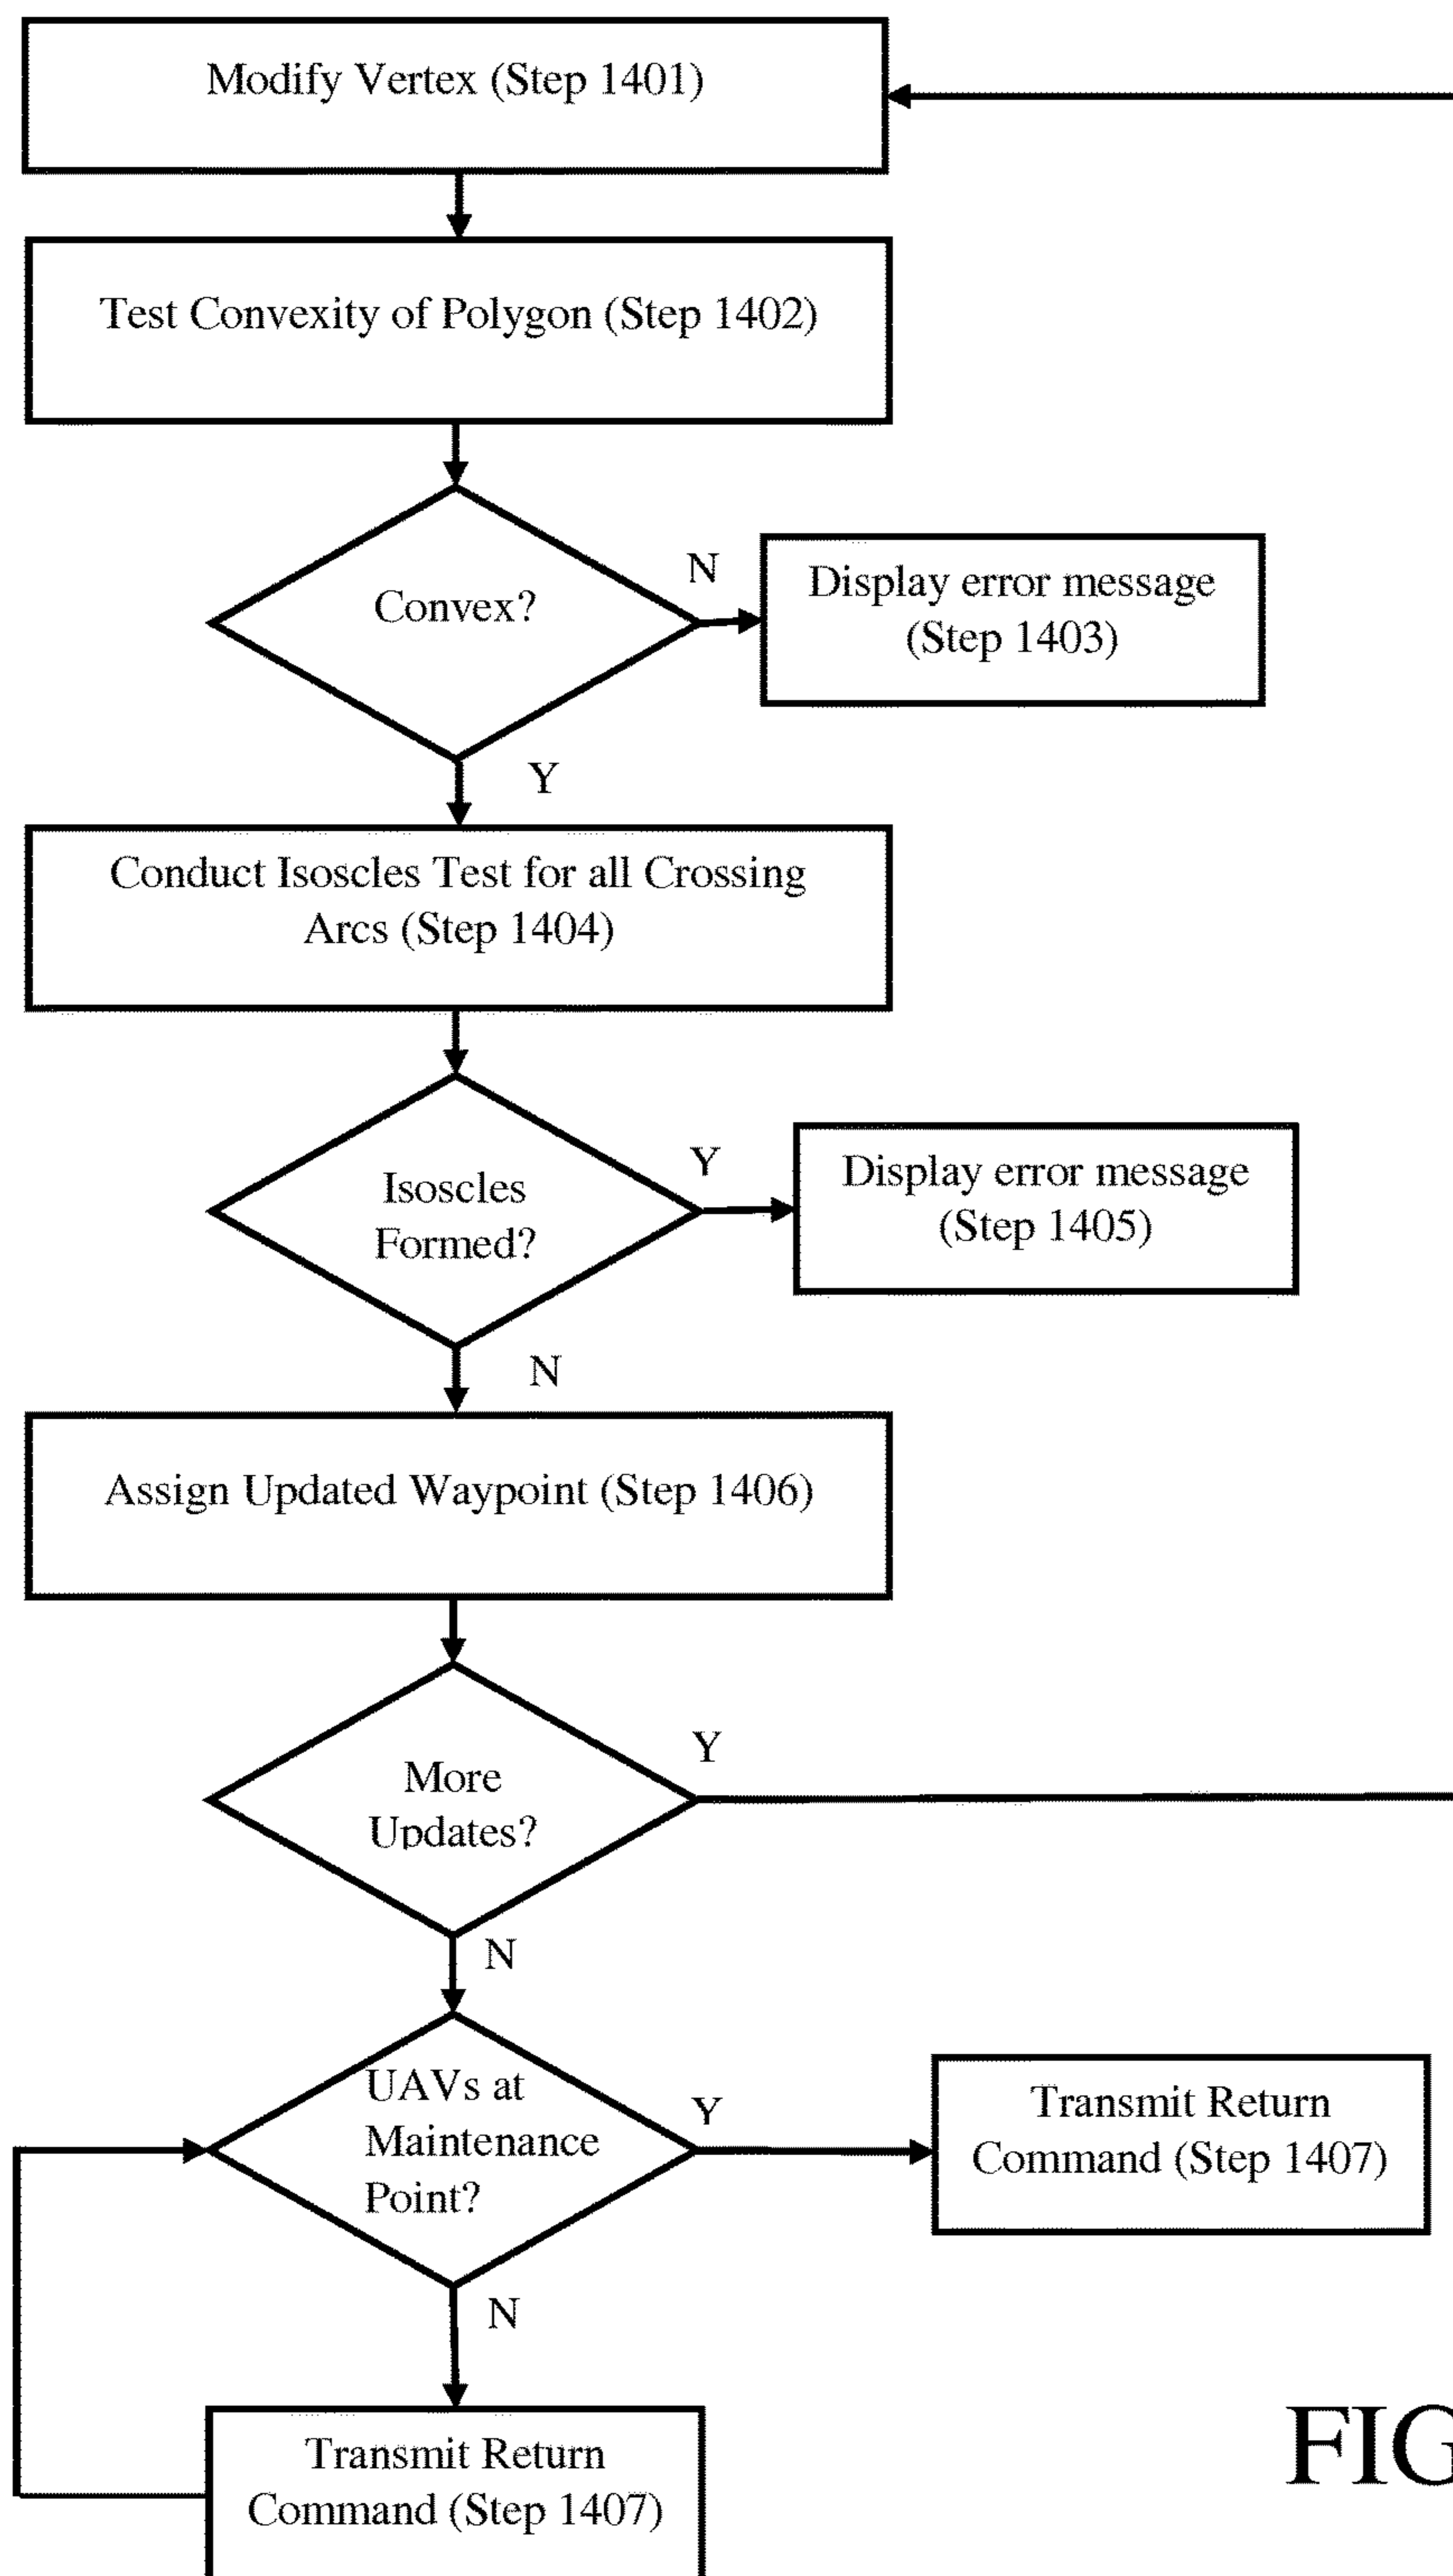 Modify Vertex (Step 1401)
Test Convexity of Polygon (Step 1402)
Convex?
N
Display error message
(Step 1403)
Y
Conduct Isoscles Test for all Crossing
Arcs (Step 1404)
Isoscles
Formed?
Y
Display error message
(Step 1405)
N
Assign Updated Waypoint (Step 1406)
More
Updates?
Y
N
UAVs at
Maintenance
Point?
Y
Transmit Return
Command (Step 1407)
N
Transmit Return
Command (Step 1407)
FIG